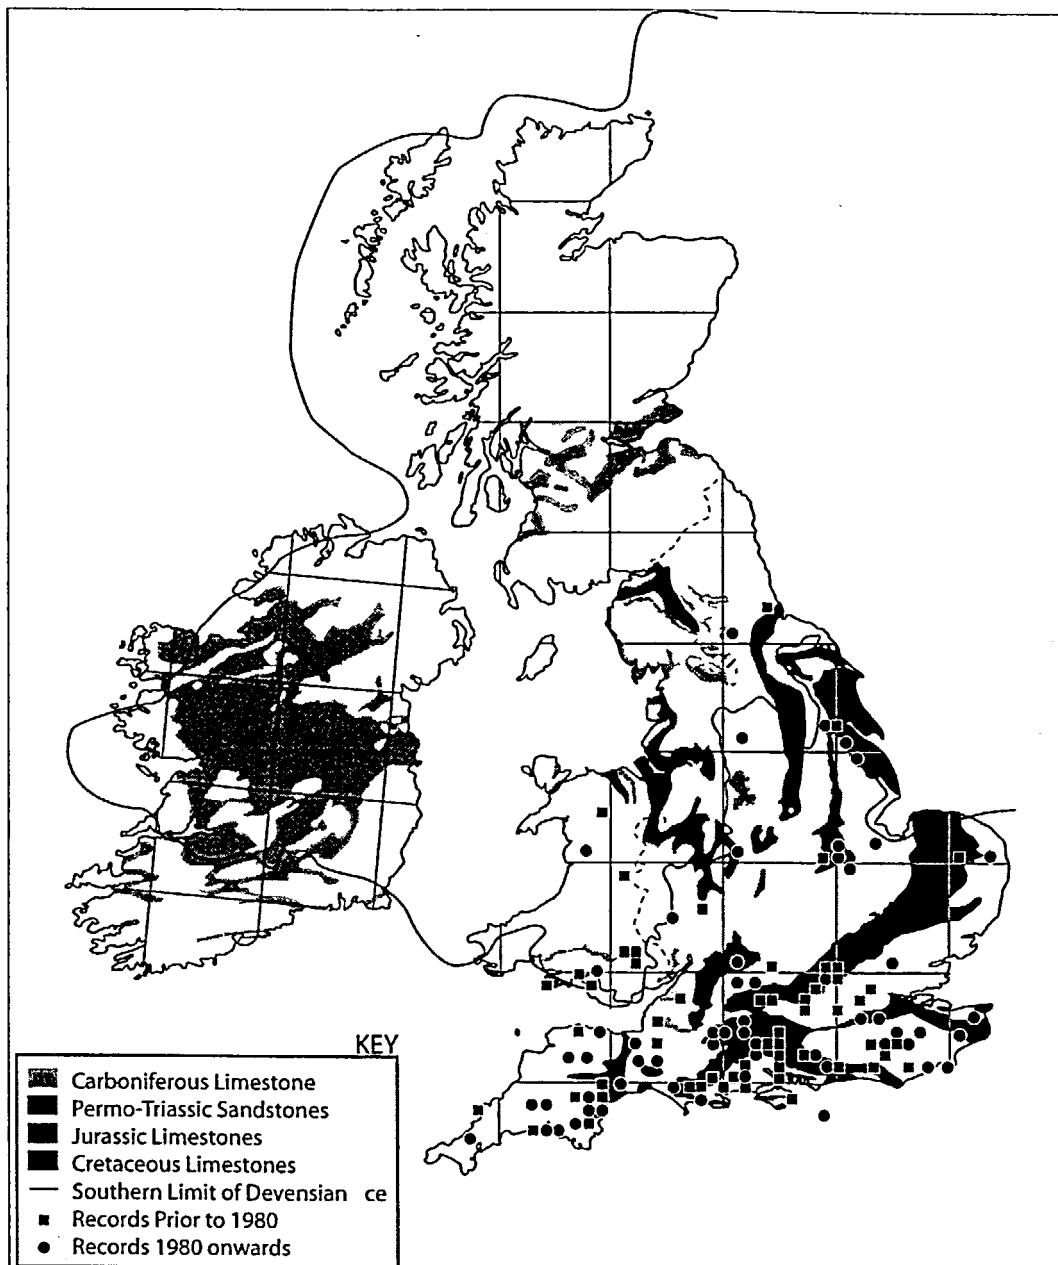 KEY
Carboniferous Limestone
Permo-Triassic Sandstones
Jurassic Limestones
Cretaceous Limestones
Southern Limit of Devensian ce
Records Prior to 1980
Records 1980 onwards